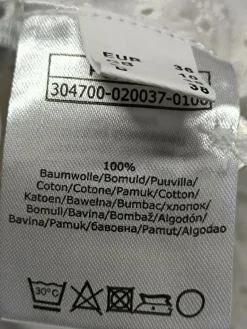 EUR 38
38
304700-020037-0100
100%
Baumwolle/Bomuld/Puuvilla/
Coton/Cotone/Pamuk/Cotton/
Katoen/Bawełna/Bumbac/хлопок/
Bomull/Bavlna/Bombaž/Algodón/
Bavlna/Pamuk/бавовна/Pamut/Algodao
30°C